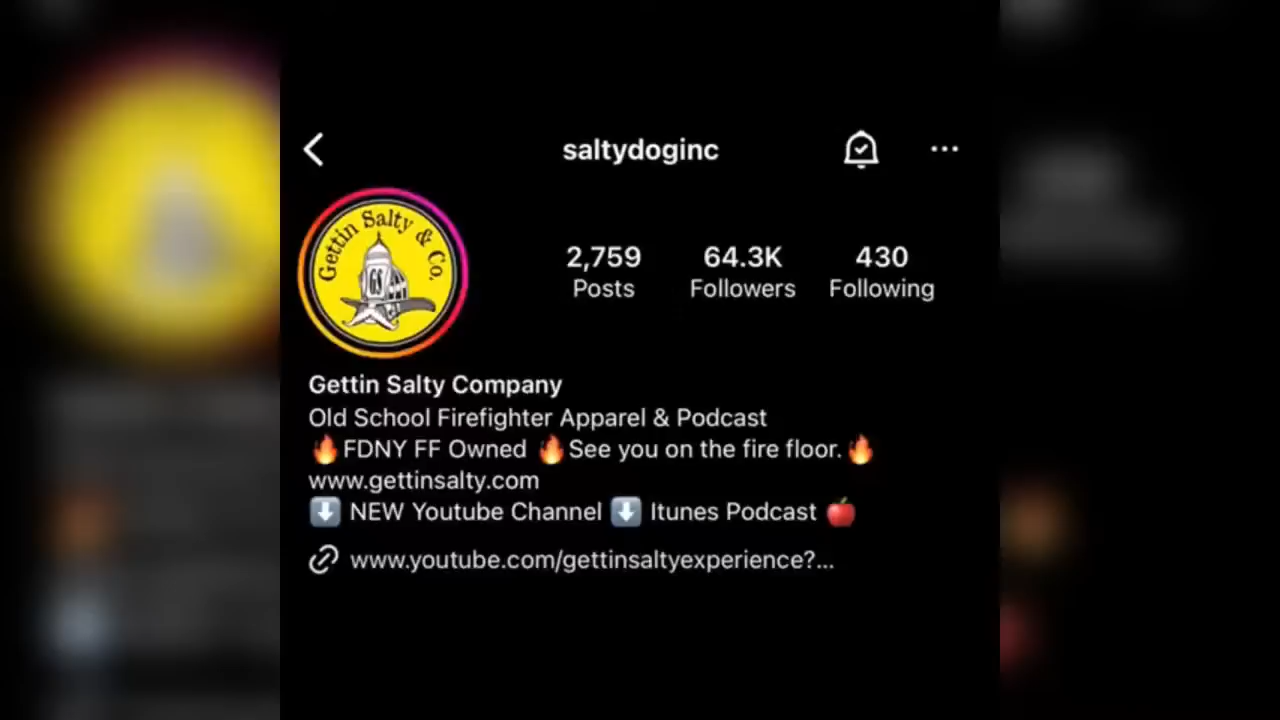 saltydoginc
Gettin Salty & Co.
GS
2,759 64.3K 430
Posts Followers Following
Gettin Salty Company
Old School Firefighter Apparel & Podcast
🔥FDNY FF Owned 🔥See you on the fire floor.🔥
www.gettinsalty.com
⬇️ NEW Youtube Channel ⬇️ Itunes Podcast 🍎
www.youtube.com/gettinsaltyexperience?...